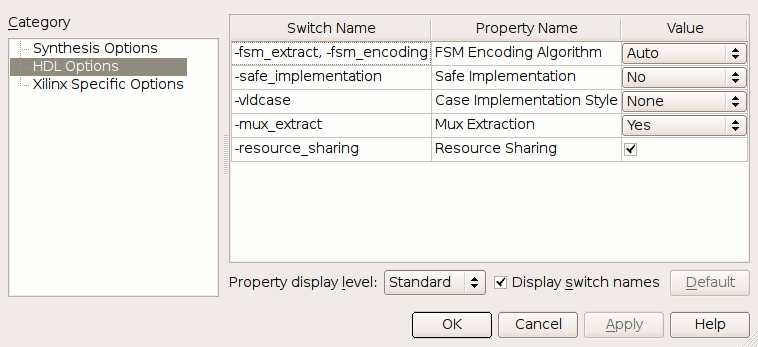 Category
Synthesis Options
HDL Options
Xilinx Specific Options
Switch Name Property Name Value
-fsm_extract, -fsm_encoding FSM Encoding Algorithm Auto
-safe_implementation Safe Implementation No
-vldcase Case Implementation Style None
-mux_extract Mux Extraction Yes
-resource_sharing Resource Sharing
Property display level: Standard Display switch names Default
OK Cancel Apply Help